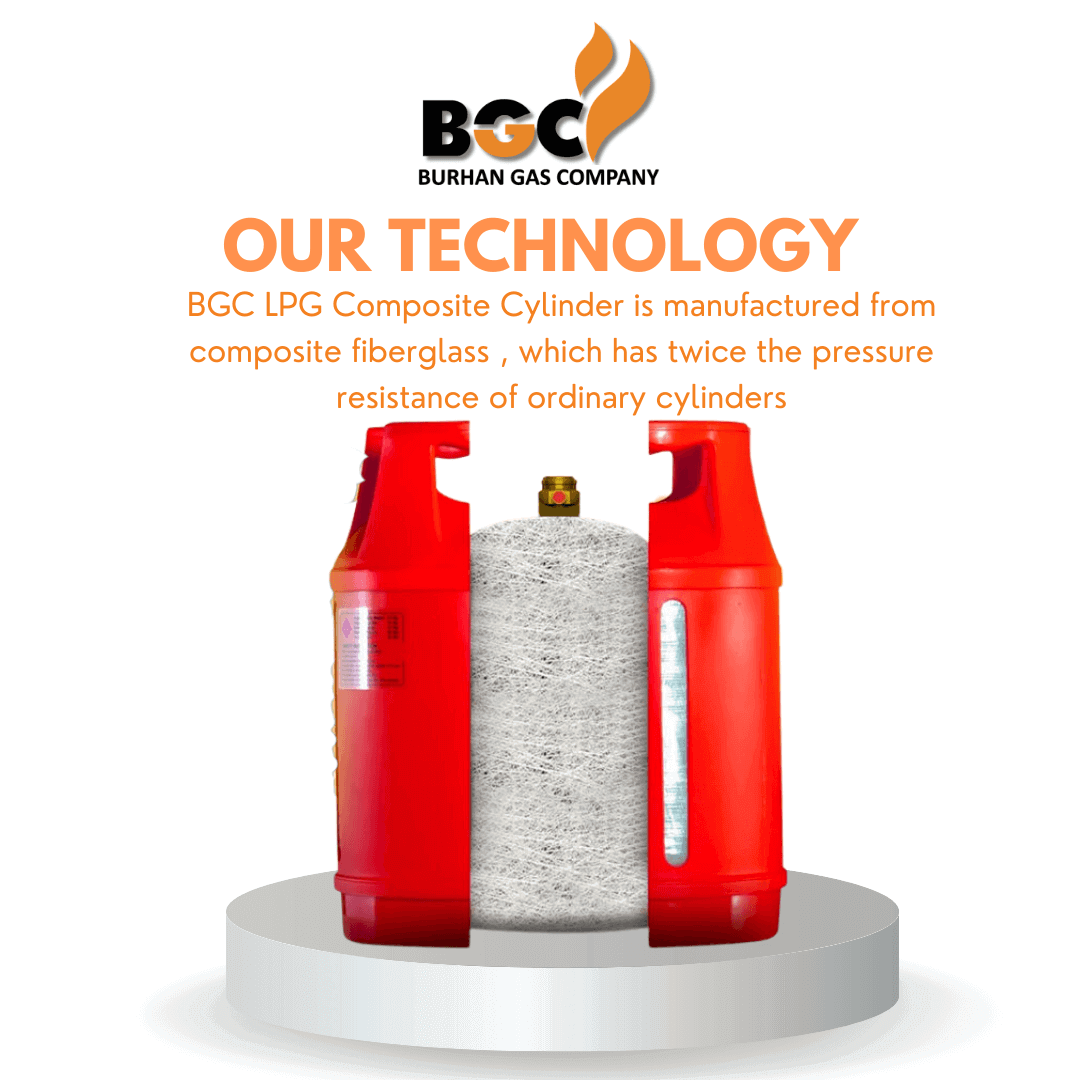 BGC
BURHAN GAS COMPANY
OUR TECHNOLOGY
BGC LPG Composite Cylinder is manufactured from
composite fiberglass , which has twice the pressure
resistance of ordinary cylinders